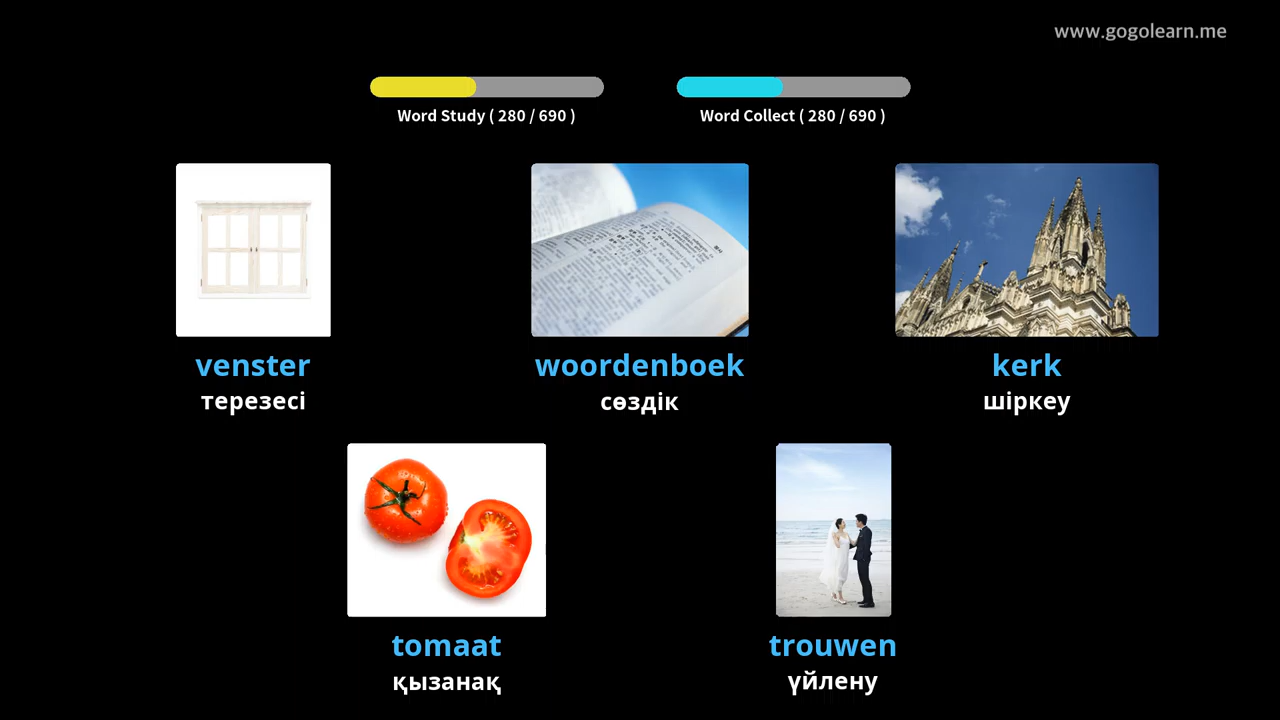 www.gogolearn.me
Word Study ( 280 / 690 )
Word Collect ( 280 / 690 )
venster
терезесі
woordenboek
сөздік
kerk
шіркеу
tomaat
қызанақ
trouwen
үйлену